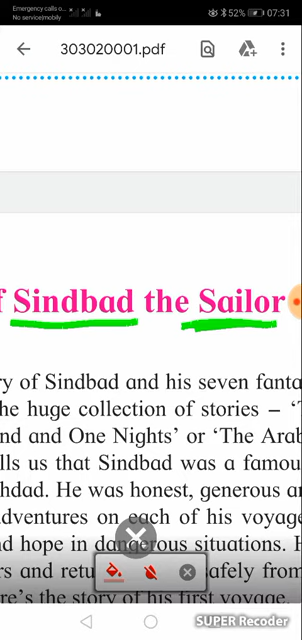 Emergency calls o...
No service|mobily
52% 07:31
303020001.pdf
f Sindbad the Sailor
ry of Sindbad and his seven fanta
he huge collection of stories – ‘T
nd and One Nights’ or ‘The Arab
lls us that Sindbad was a famou
hdad. He was honest, generous a
dventures on each of his voyag
d hope in dangerous situations. H
rs and retu safely from
re’s the story of his first voyage.
SUPER Recorder